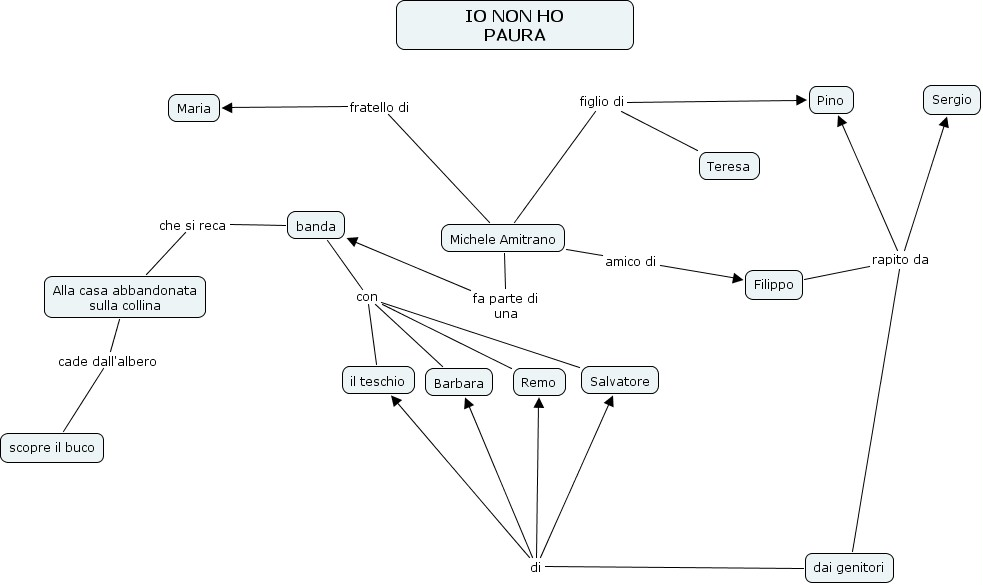 IO NON HO
PAURA
Maria
fratello di
figlio di
Pino
Sergio
Teresa
che si reca
banda
Michele Amitrano
amico di
rapito da
Filippo
Alla casa abbandonata
sulla collina
con
fa parte di
una
cade dall'albero
il teschio
Barbara
Remo
Salvatore
scopre il buco
di
dai genitori